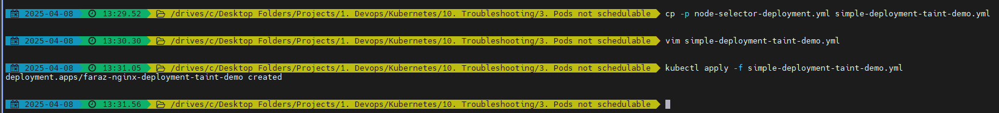 2025-04-08 13:29.52 /drives/c/Desktop Folders/Projects/1. Devops/Kubernetes/10. Troubleshooting/3. Pods not schedulable cp -p node-selector-deployment.yml simple-deployment-taint-demo.yml
2025-04-08 13:30.30 /drives/c/Desktop Folders/Projects/1. Devops/Kubernetes/10. Troubleshooting/3. Pods not schedulable vim simple-deployment-taint-demo.yml
2025-04-08 13:31.05 /drives/c/Desktop Folders/Projects/1. Devops/Kubernetes/10. Troubleshooting/3. Pods not schedulable kubectl apply -f simple-deployment-taint-demo.yml
deployment.apps/faraz-nginx-deployment-taint-demo created
2025-04-08 13:31.56 /drives/c/Desktop Folders/Projects/1. Devops/Kubernetes/10. Troubleshooting/3. Pods not schedulable